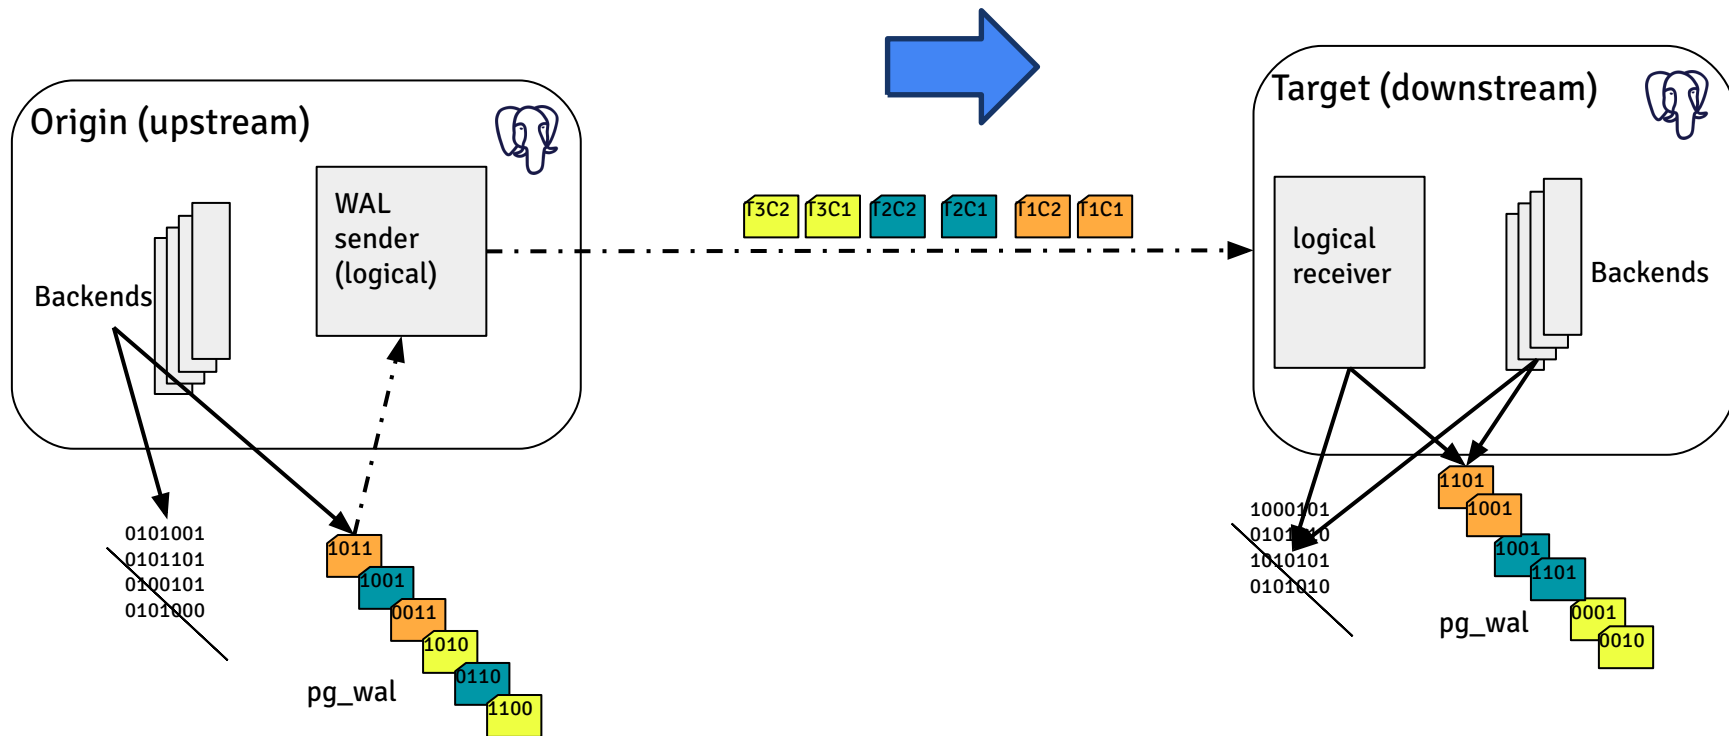 Origin (upstream)
WAL
sender
(logical)
Backends
0101001
0101101
0100101
0101000
1011
1001
0011
1010
0110
1100
pg_wal
T3C2
T3C1
T2C2
T2C1
T1C2
T1C1
Target (downstream)
logical
receiver
Backends
1000101
1010101
0101010
1101
1001
1001
1101
0001
0010
pg_wal